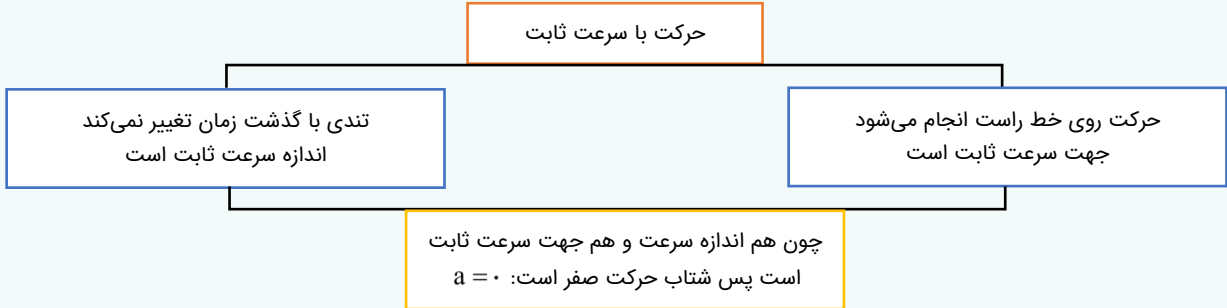 حرکت با سرعت ثابت
حرکت روی خط راست انجام می‌شود
جهت سرعت ثابت است
تندی با گذشت زمان تغییر نمی‌کند
اندازه سرعت ثابت است
چون هم اندازه سرعت و هم جهت سرعت ثابت
است پس شتاب حرکت صفر است: a = ۰